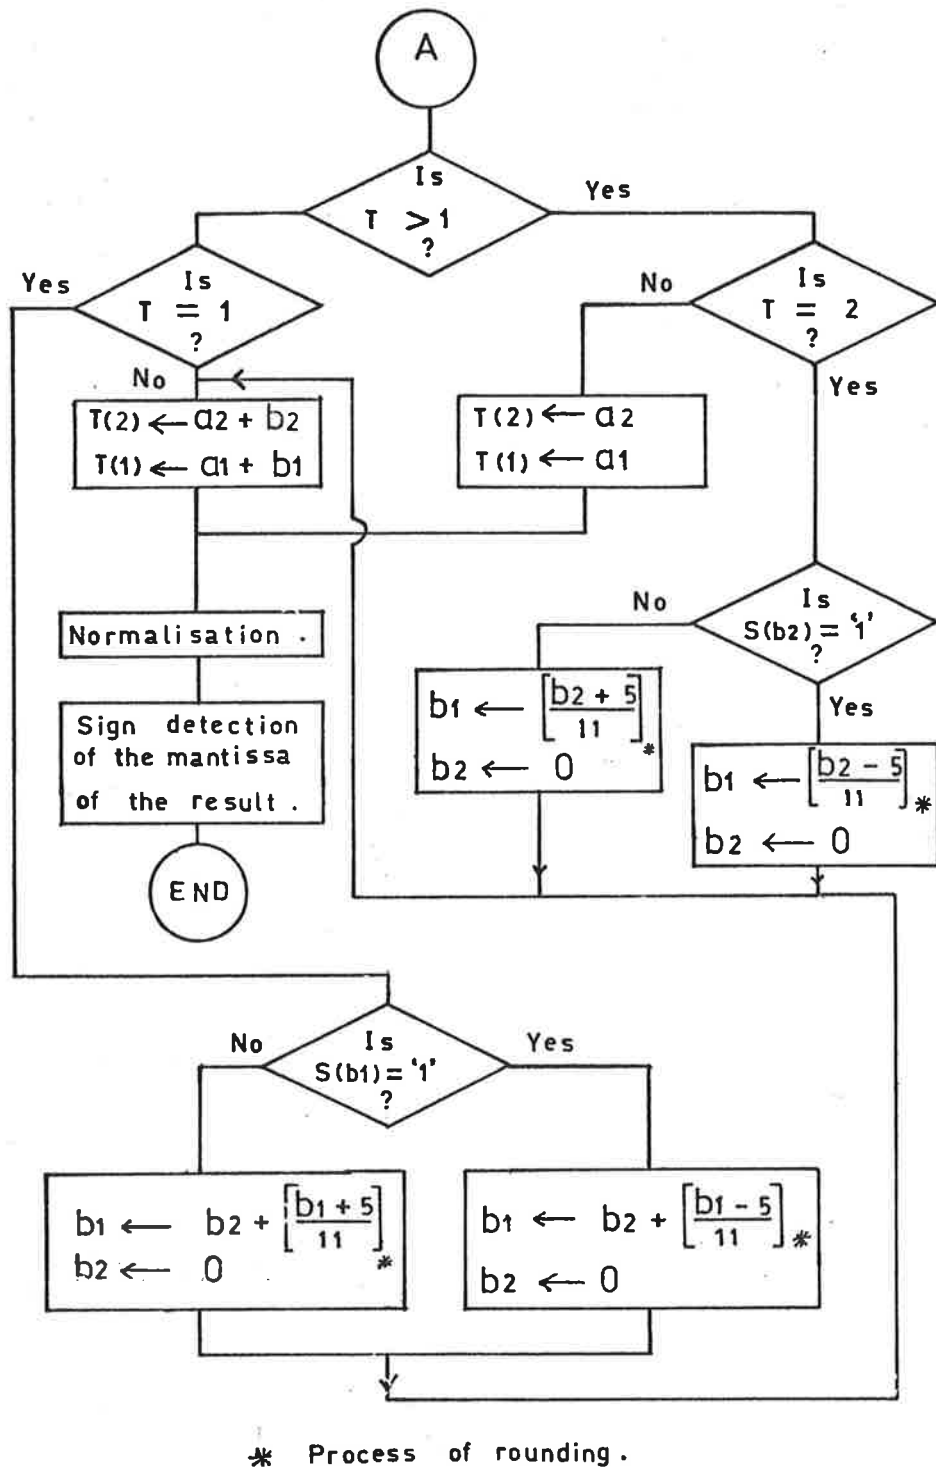 A
Is
T > 1
?
Yes
Yes
Is
T = 1
?
No
Is
T = 2
?
No
Yes
T(2) ← a2 + b2
T(1) ← a1 + b1
T(2) ← a2
T(1) ← a1
No
Is
S(b2) = '1'
?
Yes
Normalisation .
b1 ← [b2 + 5 / 11] *
b2 ← 0
Sign detection
of the mantissa
of the result .
b1 ← [b2 - 5 / 11] *
b2 ← 0
END
No
Is
S(b1) = '1'
?
Yes
b1 ← b2 + [b1 + 5 / 11] *
b2 ← 0
b1 ← b2 + [b1 - 5 / 11] *
b2 ← 0
* Process of rounding .